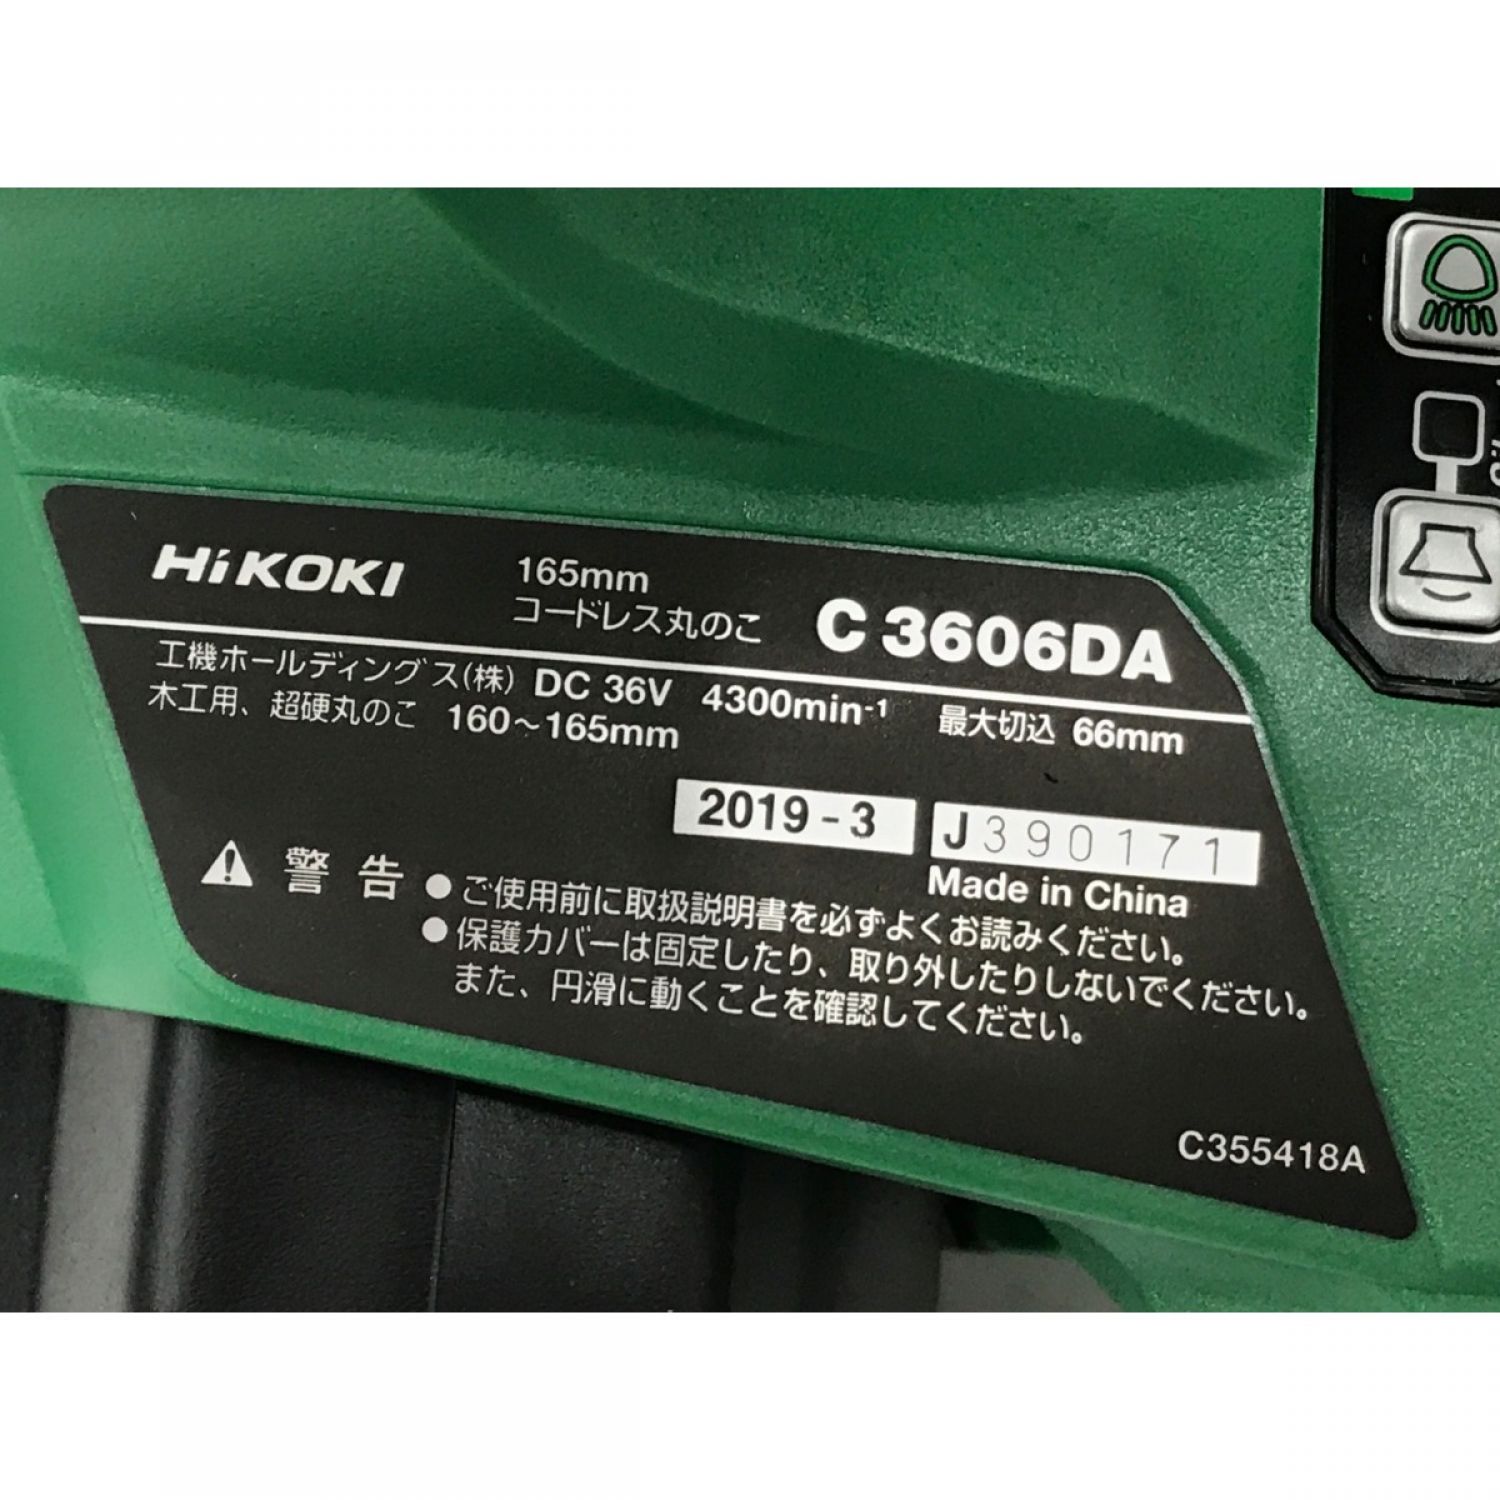 HiKOKI
165mm
コードレス丸のこ
C 3606DA
工機ホールディングス(株) DC 36V 4300min-¹ 最大切込 66mm
木工用、超硬丸のこ 160〜165mm
2019-3 J390171
Made in China
警告 ●ご使用前に取扱説明書を必ずよくお読みください。
●保護カバーは固定したり、取り外したりしないでください。
また、円滑に動くことを確認してください。
C355418A